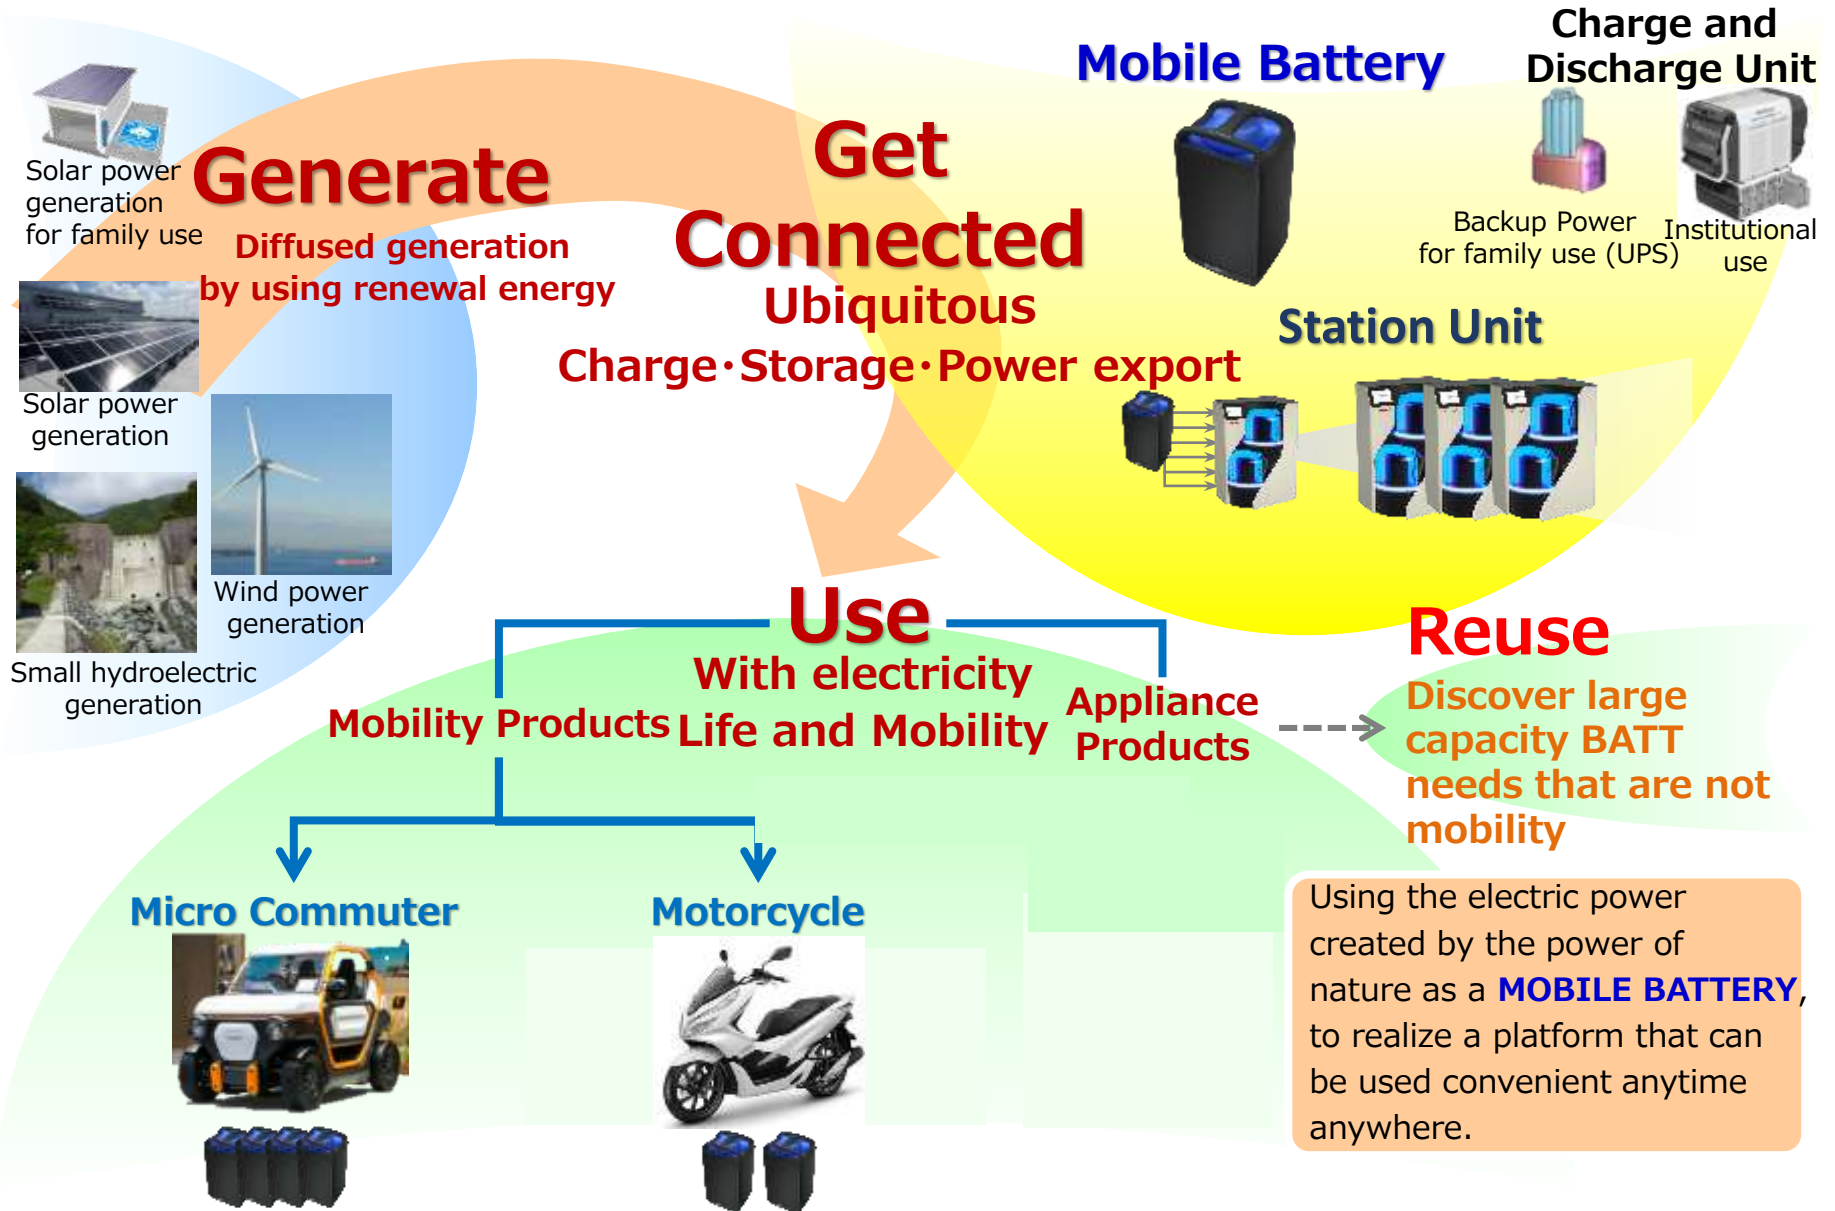 Solar power
generation
for family use
Generate
Diffused generation
by using renewal energy
Solar power
generation
Wind power
generation
Small hydroelectric
generation
Get
Connected
Ubiquitous
Charge・Storage・Power export
Mobile Battery
Charge and
Discharge Unit
Backup Power
for family use (UPS)
Institutional
use
Station Unit
Use
With electricity
Life and Mobility
Mobility Products
Appliance
Products
Reuse
Discover large
capacity BATT
needs that are not
mobility
Micro Commuter
Motorcycle
Using the electric power
created by the power of
nature as a MOBILE BATTERY,
to realize a platform that can
be used convenient anytime
anywhere.